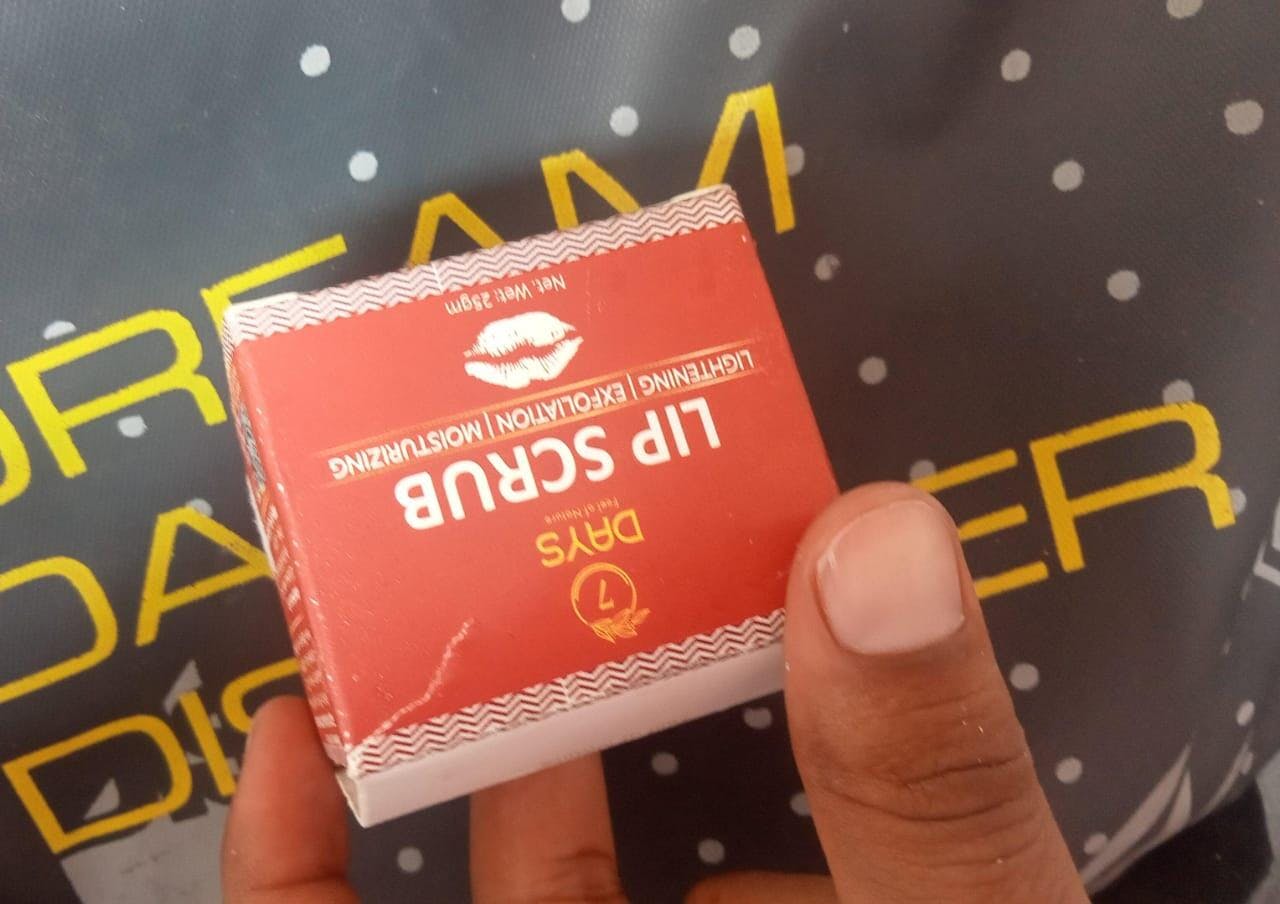 7
DAYS
Feel of Nature
LIP SCRUB
LIGHTENING | EXFOLIATION | MOISTURIZING
Net. Wet: 25gm